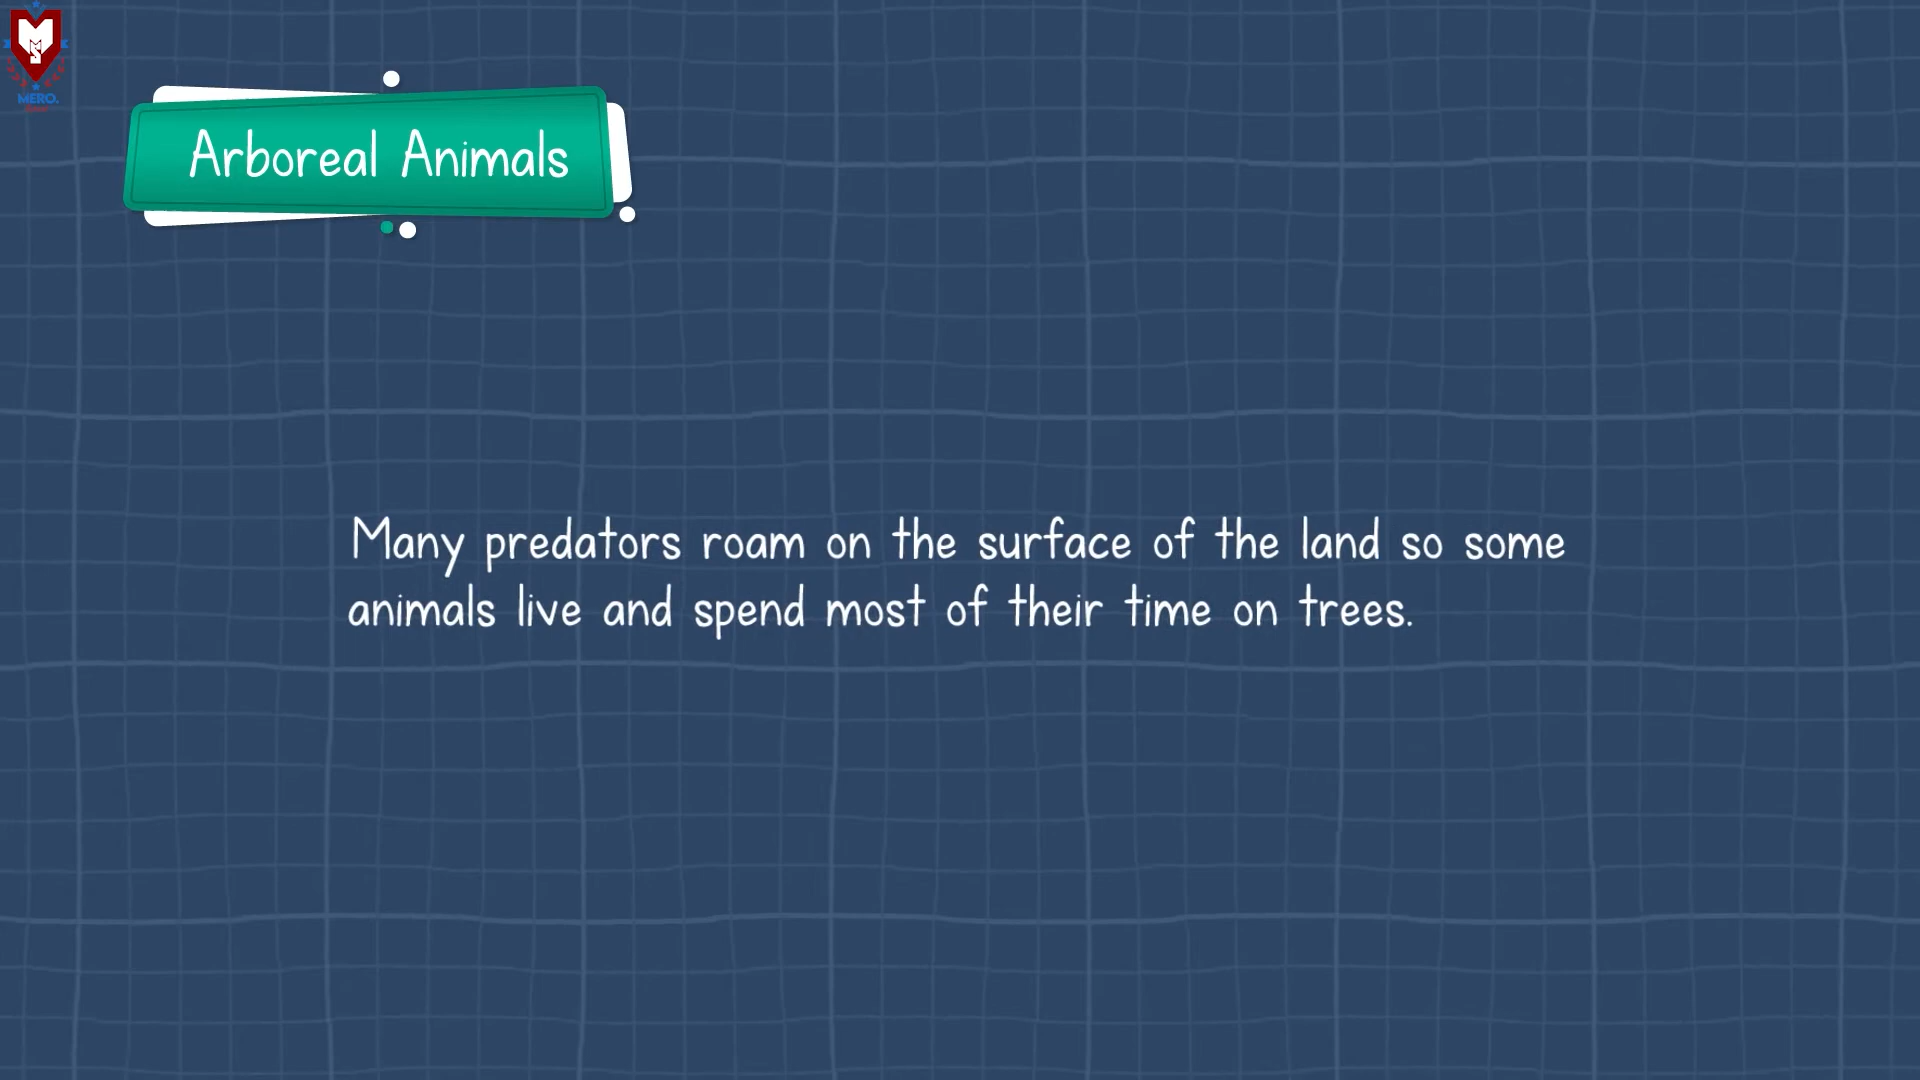 MERO.
Arboreal Animals
Many predators roam on the surface of the land so some
animals live and spend most of their time on trees.